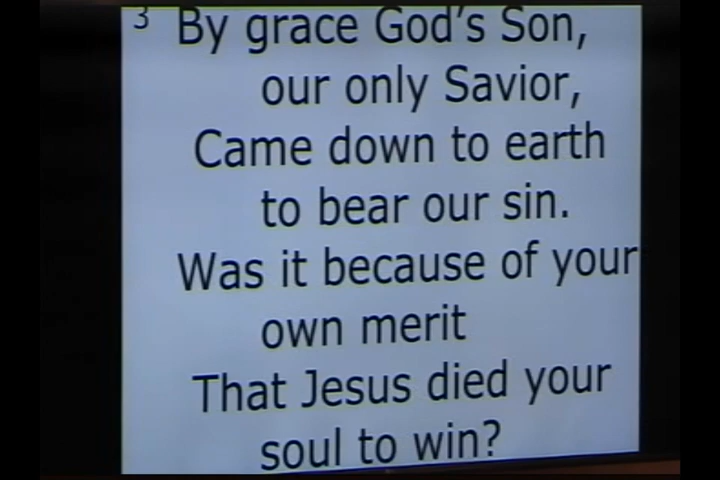 3 By grace God's Son,
our only Savior,
Came down to earth
to bear our sin.
Was it because of your
own merit
That Jesus died your
soul to win?